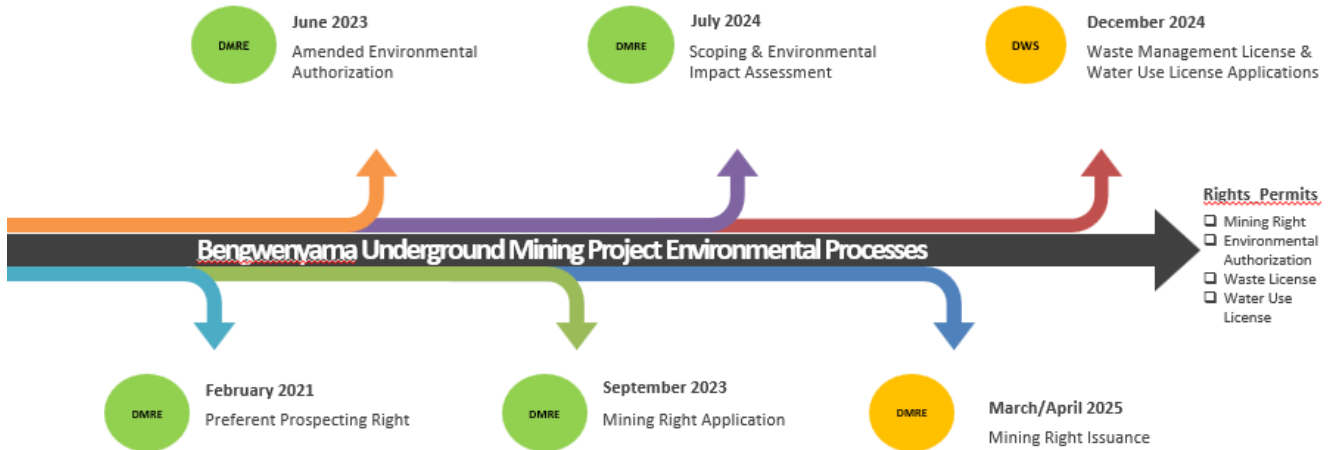 DMRE
June 2023
Amended Environmental
Authorization
DMRE
July 2024
Scoping & Environmental
Impact Assessment
DWS
December 2024
Waste Management License &
Water Use License Applications
Bengwenyama Underground Mining Project Environmental Processes
Rights Permits
Mining Right
Environmental
Authorization
Waste License
Water Use
License
DMRE
February 2021
Preferent Prospecting Right
DMRE
September 2023
Mining Right Application
DMRE
March/April 2025
Mining Right Issuance